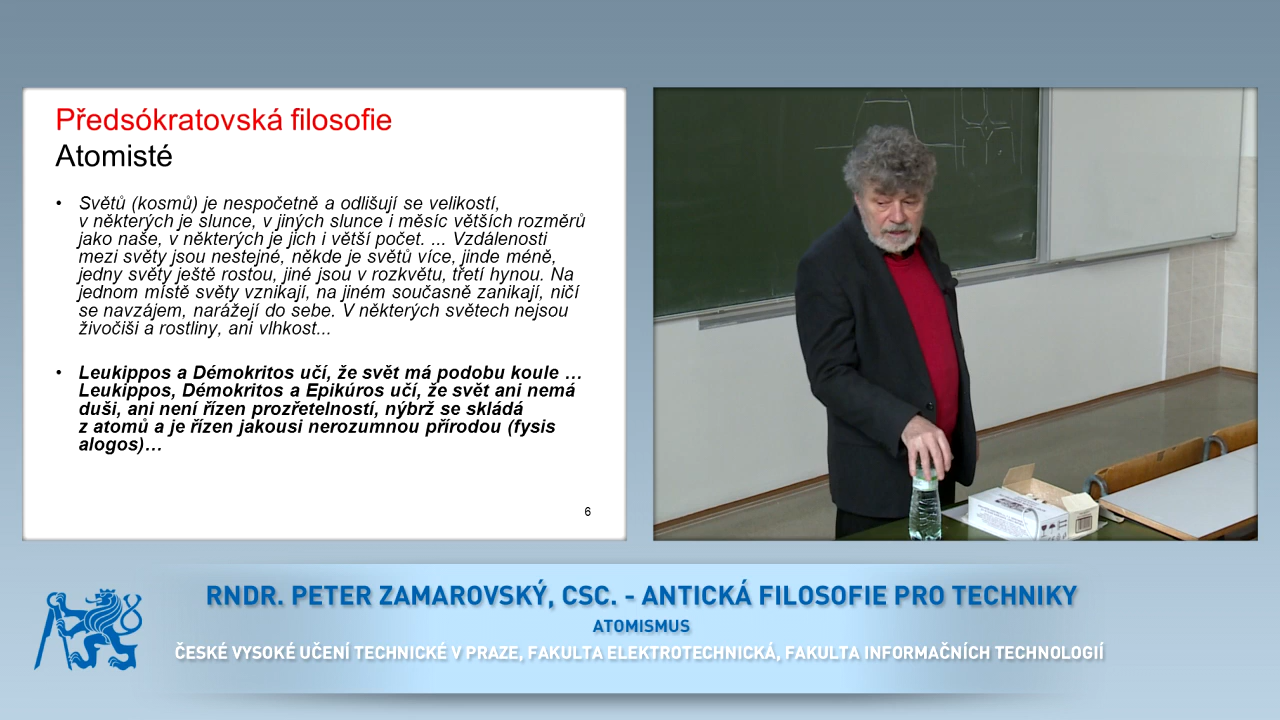 Předsókratovská filosofie
Atomisté
• Světů (kosmů) je nespočetně a odlišují se velikostí,
v některých je slunce, v jiných slunce i měsíc větších rozměrů
jako naše, v některých je jich i větší počet. ... Vzdálenosti
mezi světy jsou nestejné, někde je světů více, jinde méně,
jedny světy ještě rostou, jiné jsou v rozkvětu, třetí hynou. Na
jednom místě světy vznikají, na jiném současně zanikají, ničí
se navzájem, narážejí do sebe. V některých světech nejsou
živočiši a rostliny, ani vlhkost...
• Leukippos a Démokritos učí, že svět má podobu koule …
Leukippos, Démokritos a Epikúros učí, že svět ani nemá
duši, ani není řízen prozřetelností, nýbrž se skládá
z atomů a je řízen jakousi nerozumnou přírodou (fysis
alogos)…
6
RNDR. PETER ZAMAROVSKÝ, CSC. - ANTICKÁ FILOSOFIE PRO TECHNIKY
ATOMISMUS
ČESKÉ VYSOKÉ UČENÍ TECHNICKÉ V PRAZE, FAKULTA ELEKTROTECHNICKÁ, FAKULTA INFORMAČNÍCH TECHNOLOGIÍ